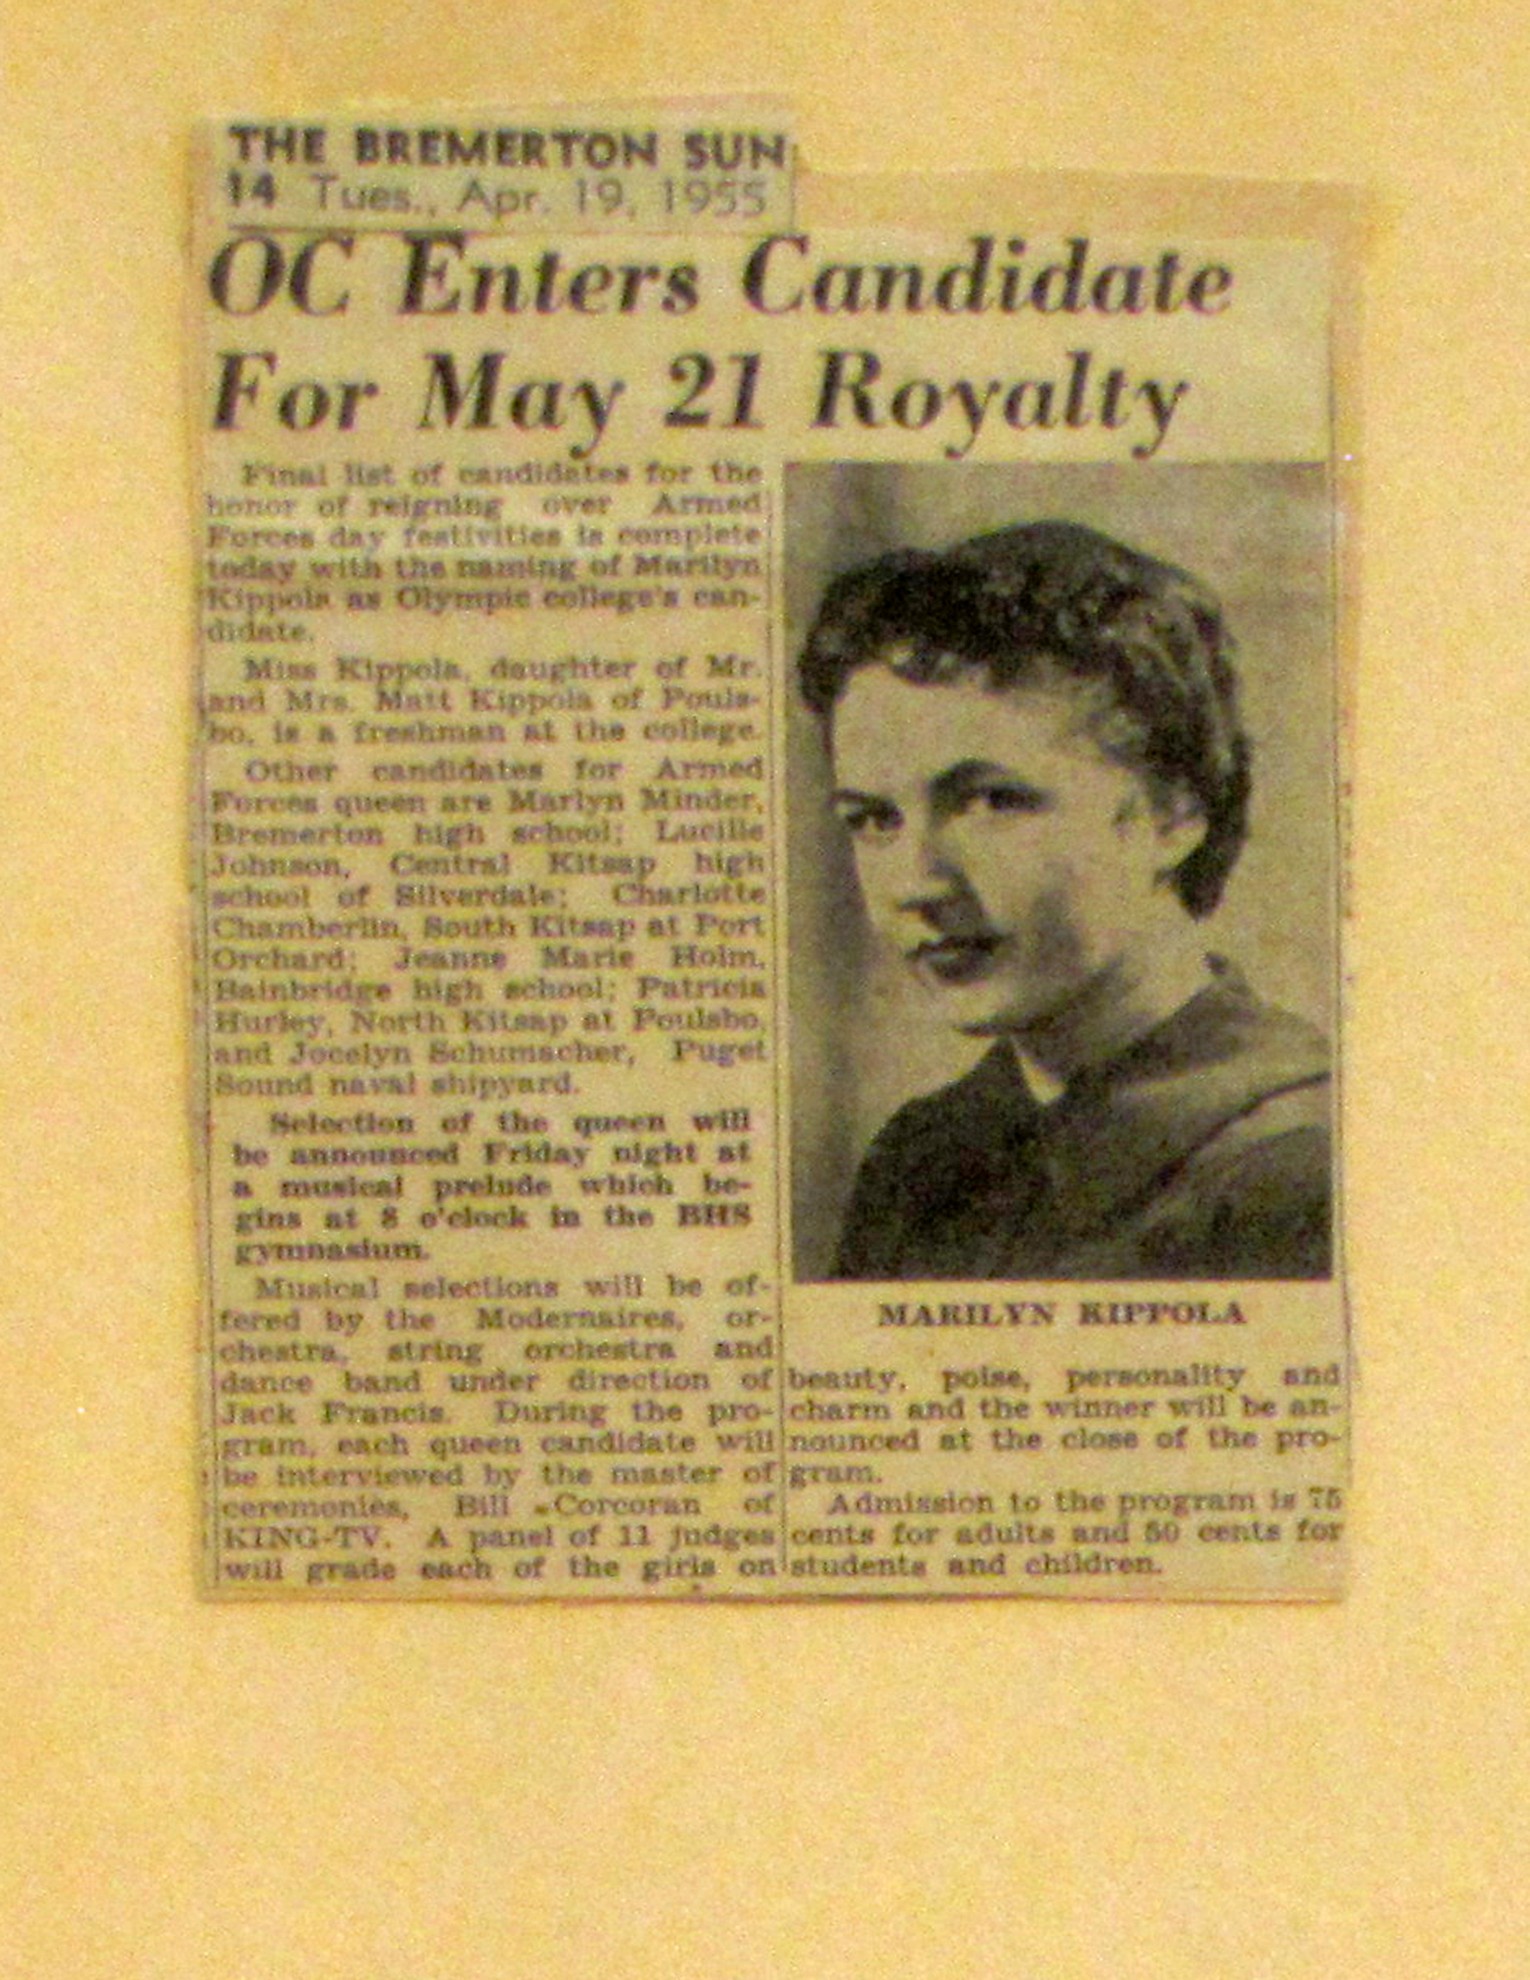 THE BREMERTON SUN
14 Tues., Apr. 19, 1955
OC Enters Candidate
For May 21 Royalty
Final list of candidates for the
honor of reigning over Armed
Forces day festivities is complete
today with the naming of Marilyn
Kippola as Olympic college's can-
didate.
Miss Kippola, daughter of Mr.
and Mrs. Matt Kippola of Pouls-
bo, is a freshman at the college.
Other candidates for Armed
Forces queen are Marlyn Minder,
Bremerton high school; Lucille
Johnson, Central Kitsap high
school of Silverdale; Charlotte
Chamberlin, South Kitsap at Port
Orchard; Jeanne Marie Holm,
Bainbridge high school; Patricia
Hurley, North Kitsap at Poulsbo,
and Jocelyn Schumacher, Puget
Sound naval shipyard.
Selection of the queen will
be announced Friday night at
a musical prelude which be-
gins at 8 o'clock in the BHS
gymnasium.
Musical selections will be of-
fered by the Modernaires, or-
chestra, string orchestra and
dance band under direction of
Jack Francis. During the pro-
gram, each queen candidate will
be interviewed by the master of
ceremonies, Bill Corcoran of
KING-TV. A panel of 11 judges
will grade each of the girls on
MARILYN KIPPOLA
beauty, poise, personality and
charm and the winner will be an-
nounced at the close of the pro-
gram.
Admission to the program is 75
cents for adults and 50 cents for
students and children.